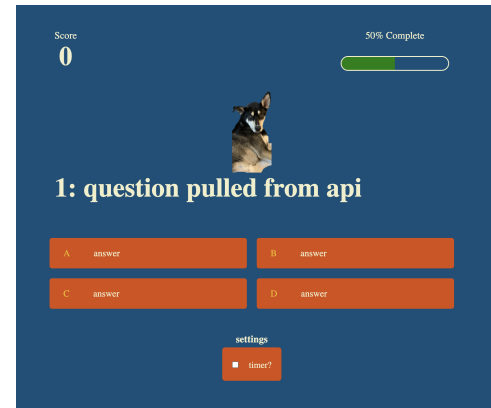 Score
0
50% Complete
1: question pulled from api
A answer
B answer
C answer
D answer
settings
timer?